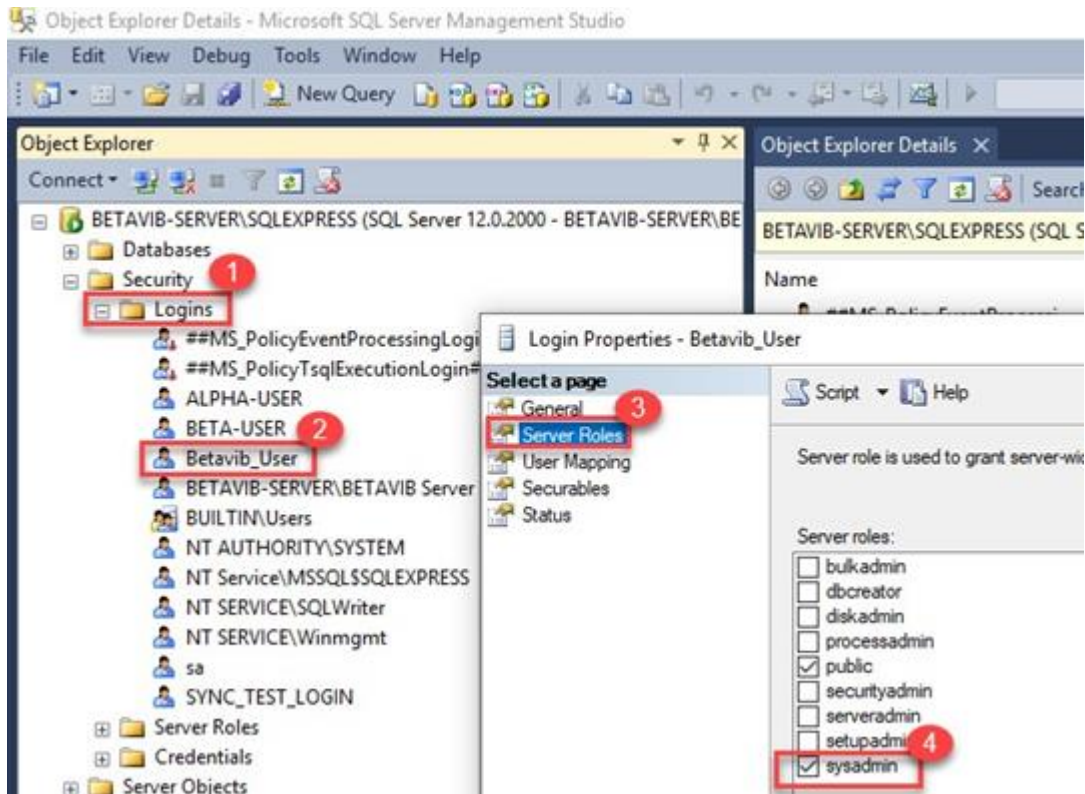 Object Explorer Details - Microsoft SQL Server Management Studio
File Edit View Debug Tools Window Help
New Query
Object Explorer
Connect
BETAVIB-SERVER\SQLEXPRESS (SQL Server 12.0.2000 - BETAVIB-SERVER\BE
Databases
Security
1
Logins
##MS_PolicyEventProcessingLogi
##MS_PolicyTsqlExecutionLogin#
ALPHA-USER
BETA-USER
2
Betavib_User
BETAVIB-SERVER\BETAVIB Server
BUILTIN\Users
NT AUTHORITY\SYSTEM
NT Service\MSSQL$SQLEXPRESS
NT SERVICE\SQLWriter
NT SERVICE\Winmgmt
sa
SYNC_TEST_LOGIN
Server Roles
Credentials
Server Objects
Object Explorer Details
Search
BETAVIB-SERVER\SQLEXPRESS (SQL S
Name
Login Properties - Betavib_User
Select a page
General
3
Server Roles
User Mapping
Securables
Status
Script Help
Server role is used to grant server-wid
Server roles:
bulkadmin
dbcreator
diskadmin
processadmin
public
securityadmin
serveradmin
setupadmi
4
sysadmin